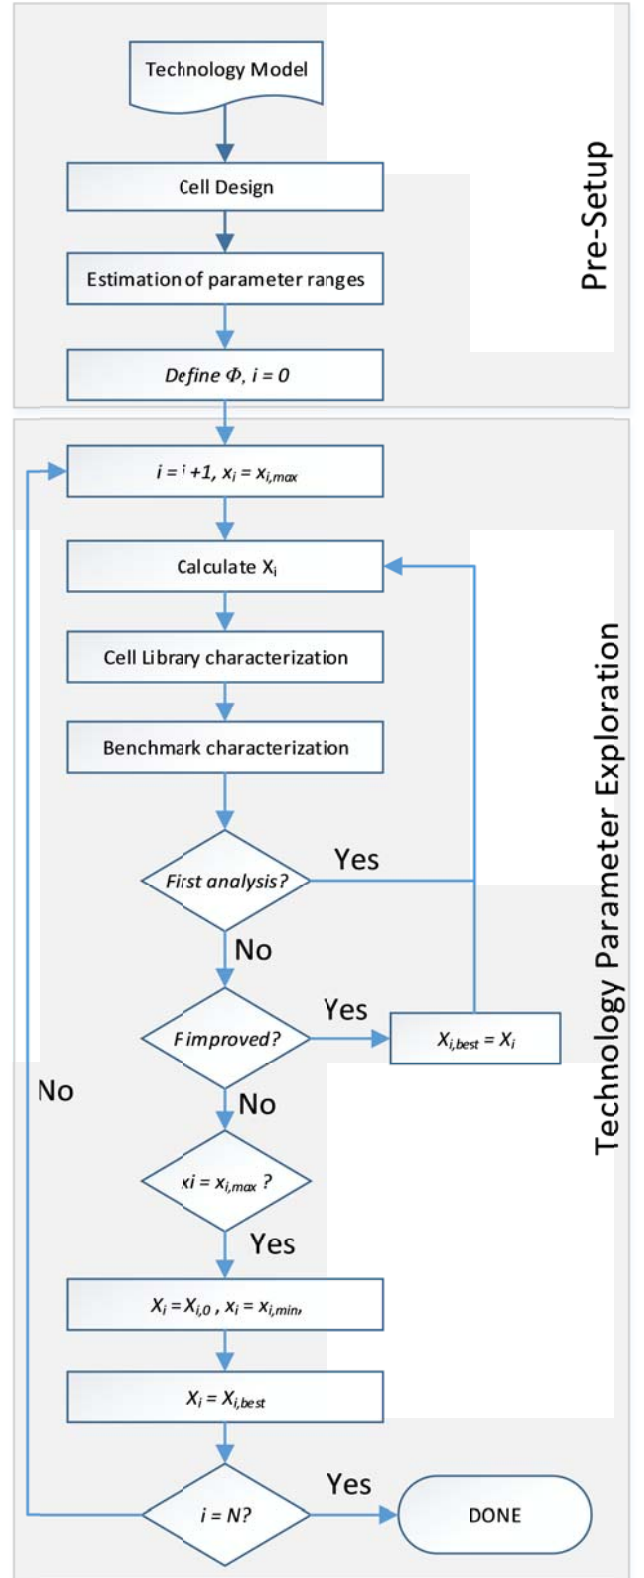 Technology Model
Cell Design
Estimation of parameter ranges
Define Φ, i = 0
Pre-Setup
i = i +1, xi = xi,max
Calculate Xi
Cell Library characterization
Benchmark characterization
First analysis?
Yes
No
F improved?
Yes
Xi,best = Xi
No
No
xi = xi,max ?
Yes
Xi = Xi,0 , xi = xi,min,
Xi = Xi,best
i = N?
Yes
DONE
Technology Parameter Exploration